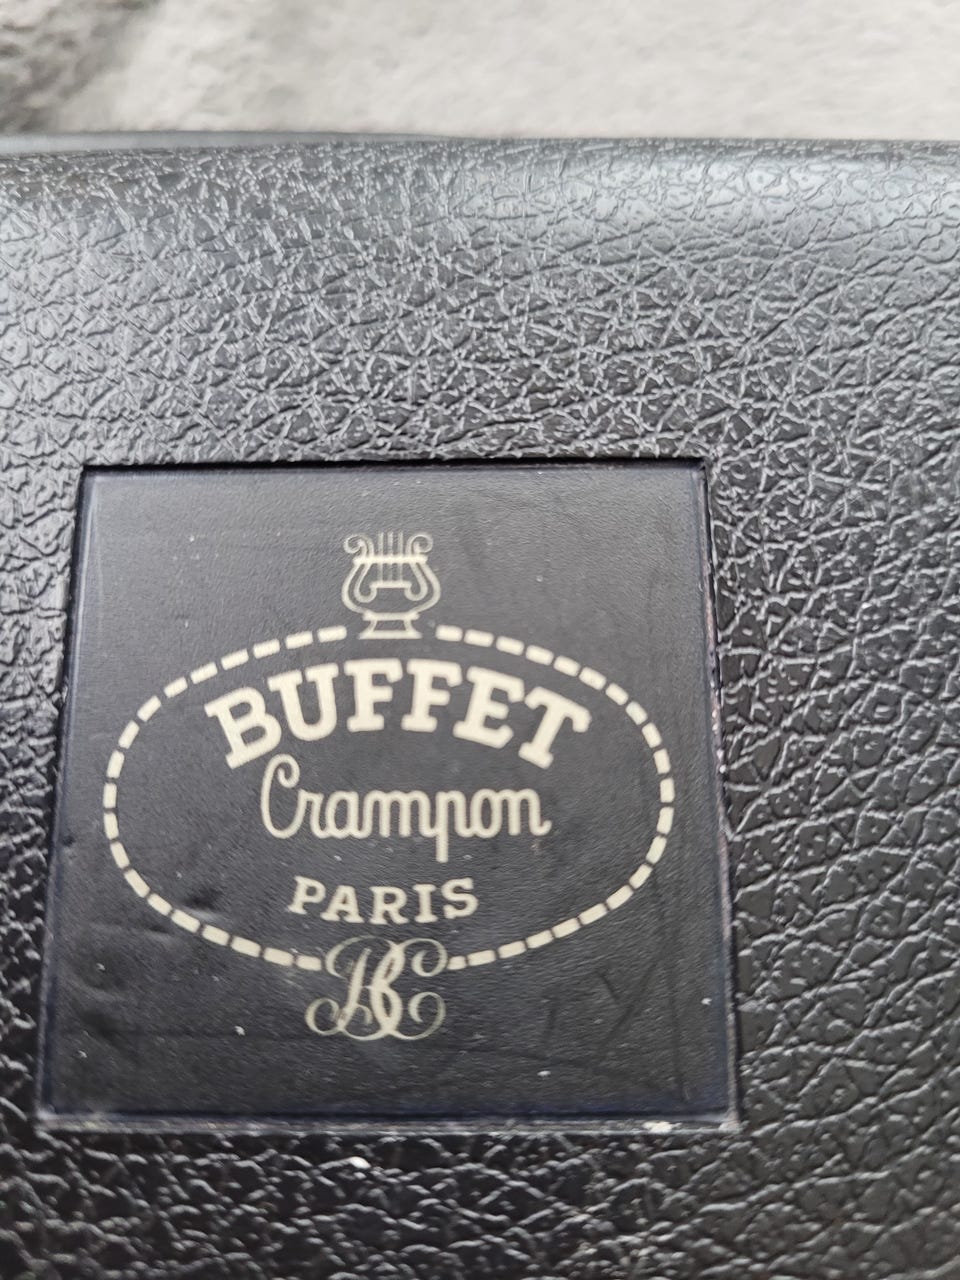 BUFFET
Crampon
PARIS
BC